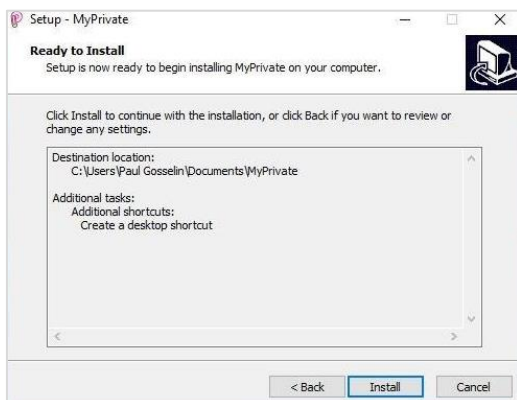 Setup - MyPrivate
Ready to Install
Setup is now ready to begin installing MyPrivate on your computer.
Click Install to continue with the installation, or click Back if you want to review or
change any settings.
Destination location:
C:\Users\Paul Gosselin\Documents\MyPrivate
Additional tasks:
Additional shortcuts:
Create a desktop shortcut
< Back Install Cancel